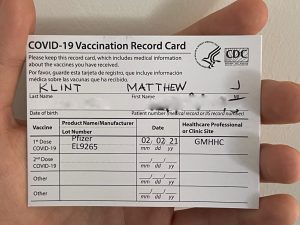 COVID-19 Vaccination Record Card
Please keep this record card, which includes medical information
about the vaccines you have received.
Por favor, guarde esta tarjeta de registro, que incluye información
médica sobre las vacunas que ha recibido.
CDC
KLINT MATTHEW J
Last Name First Name MI
Date of birth Patient number (medical record or IIS record number)
Vaccine Product Name/Manufacturer Date Healthcare Professional
Lot Number or Clinic Site
1st Dose Pfizer 02 02 21 GMHHC
COVID-19 EL9265 mm dd yy
2nd Dose / /
COVID-19 mm dd yy
Other / /
mm dd yy
Other / /
mm dd yy